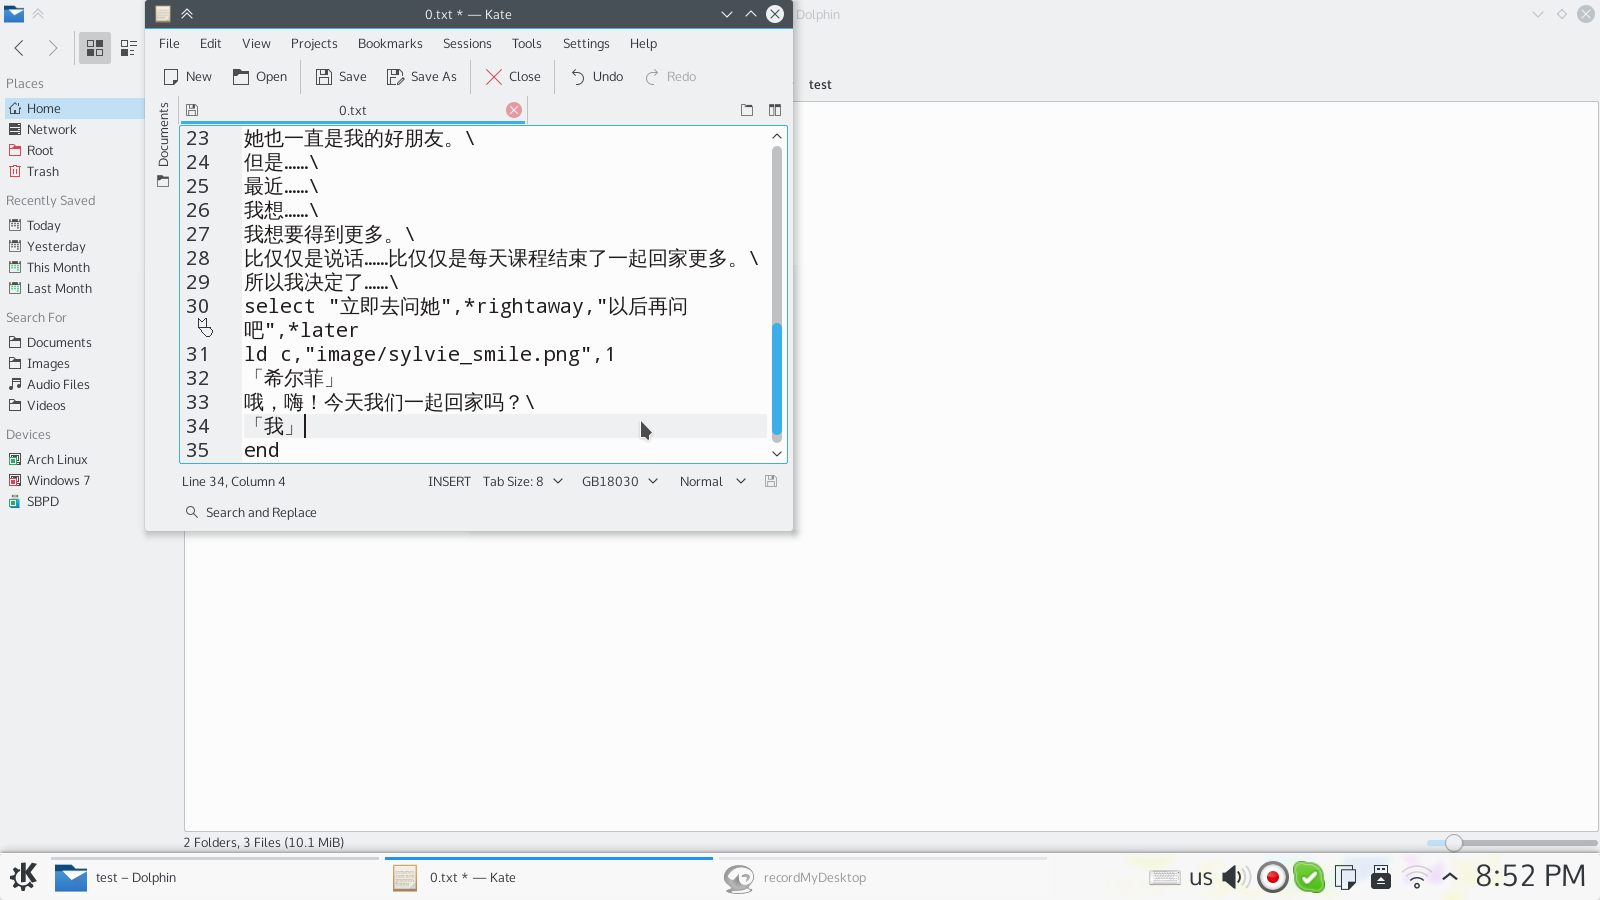 0.txt * — Kate
Dolphin
File Edit View Projects Bookmarks Sessions Tools Settings Help
New Open Save Save As Close Undo Redo
test
Places
Home
Network
Root
Trash
Recently Saved
Today
Yesterday
This Month
Last Month
Search For
Documents
Images
Audio Files
Videos
Devices
Arch Linux
Windows 7
SBPD
Documents
0.txt
23 她也一直是我的好朋友。\
24 但是……\
25 最近……\
26 我想……\
27 我想要得到更多。\
28 比仅仅是说话……比仅仅是每天课程结束了一起回家更多。\
29 所以我决定了……\
30 select "立即去问她",*rightaway,"以后再问
吧",*later
31 ld c,"image/sylvie_smile.png",1
32 「希尔菲」
33 哦，嗨！今天我们一起回家吗？\
34 「我」
35 end
Line 34, Column 4 INSERT Tab Size: 8 GB18030 Normal
Search and Replace
2 Folders, 3 Files (10.1 MiB)
test – Dolphin
0.txt * — Kate
recordMyDesktop
us
8:52 PM